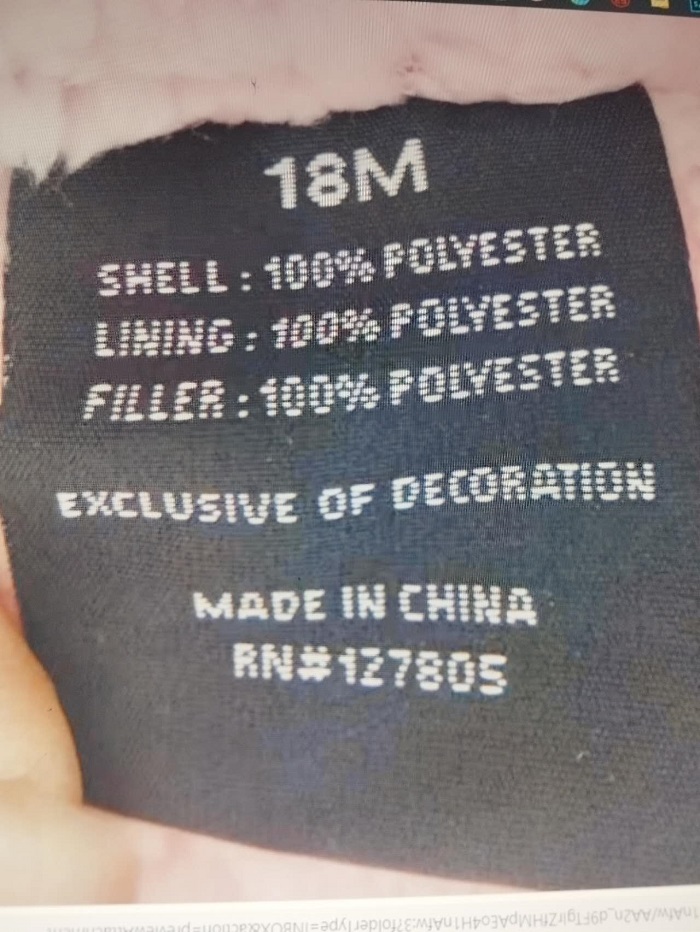 18M
SHELL : 100% POLYESTER
LINING : 100% POLYESTER
FILLER : 100% POLYESTER
EXCLUSIVE OF DECORATION
MADE IN CHINA
RN#127805